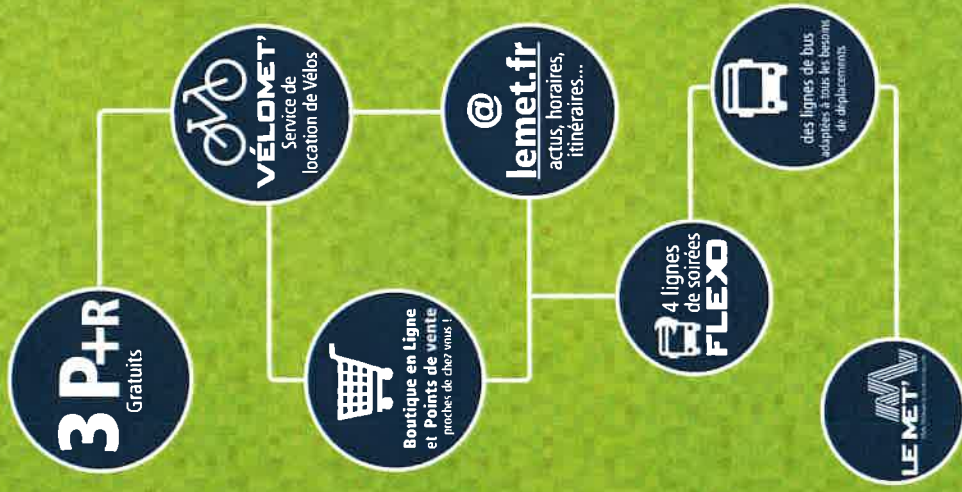 3 P+R
Gratuits
VÉLOMET'
Service de
location de Vélos
Boutique en Ligne
et Points de vente
proches de chez vous !
@
lemet.fr
actus, horaires,
itinéraires...
4 lignes
de soirées
FLEXO
des lignes de bus
adaptées à tous les besoins
de déplacements
LE MET'